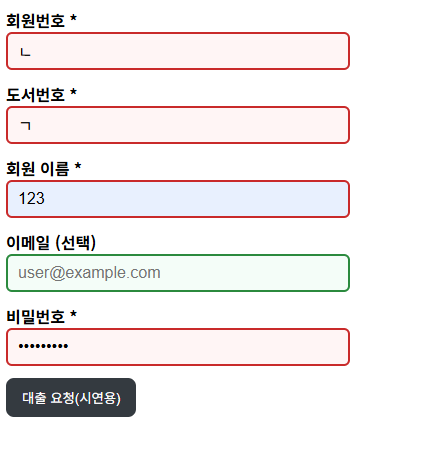 회원번호 *
ㄴ
도서번호 *
ㄱ
회원 이름 *
123
이메일 (선택)
user@example.com
비밀번호 *
•••••••••
대출 요청(시연용)